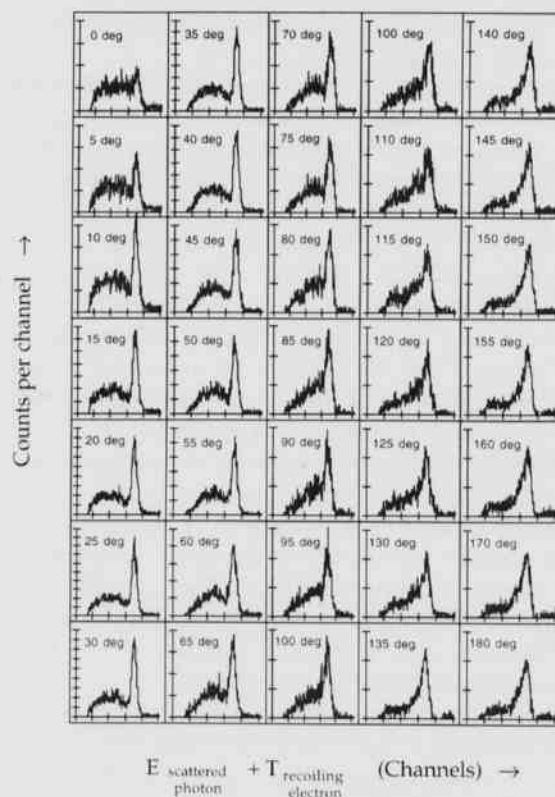 Counts per channel →
0 deg 35 deg 70 deg 100 deg 140 deg
5 deg 40 deg 75 deg 110 deg 145 deg
10 deg 45 deg 80 deg 115 deg 150 deg
15 deg 50 deg 85 deg 120 deg 155 deg
20 deg 55 deg 90 deg 125 deg 160 deg
25 deg 60 deg 95 deg 130 deg 170 deg
30 deg 65 deg 100 deg 135 deg 180 deg
E scattered photon + T recoiling electron (Channels) →